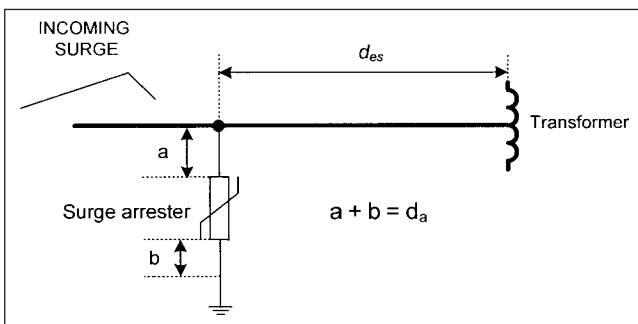 INCOMING
SURGE
d_es
Transformer
a
Surge arrester
a + b = d_a
b